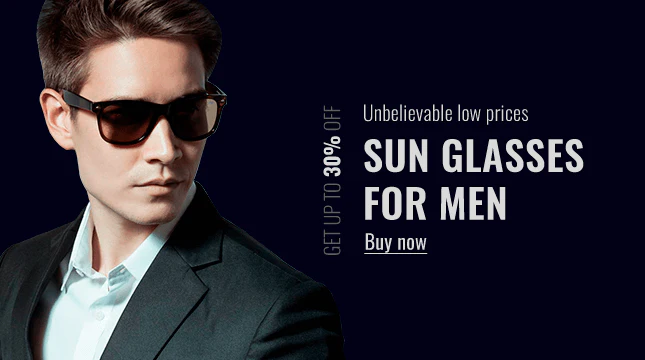 GET UP TO 30% OFF
Unbelievable low prices
SUN GLASSES
FOR MEN
Buy now